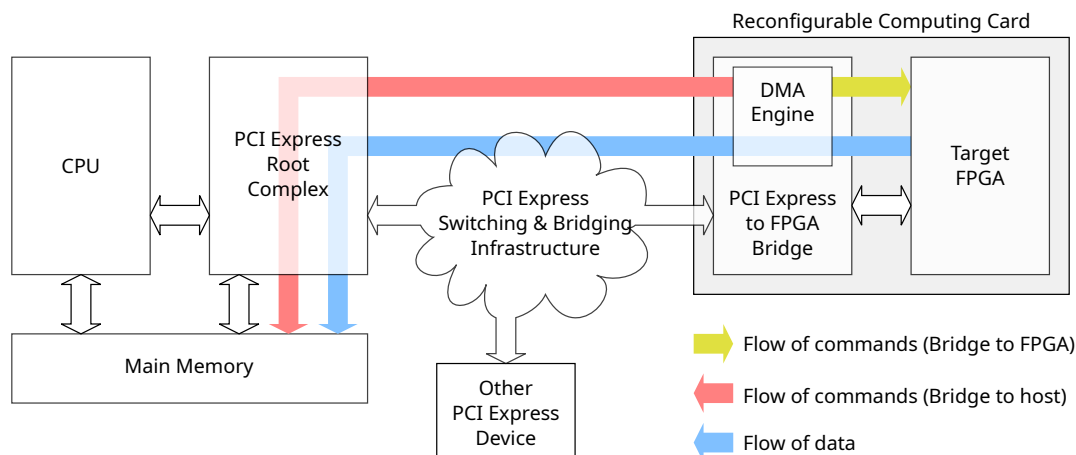 Reconfigurable Computing Card
CPU
PCI Express
Root
Complex
DMA
Engine
Target
FPGA
PCI Express
Switching & Bridging
Infrastructure
PCI Express
to FPGA
Bridge
Main Memory
Other
PCI Express
Device
Flow of commands (Bridge to FPGA)
Flow of commands (Bridge to host)
Flow of data